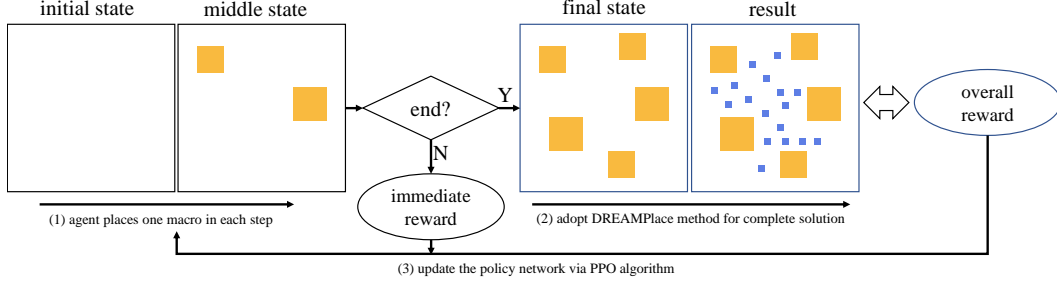 initial state
middle state
final state
result
end?
Y
N
immediate
reward
overall
reward
(1) agent places one macro in each step
(2) adopt DREAMPlace method for complete solution
(3) update the policy network via PPO algorithm